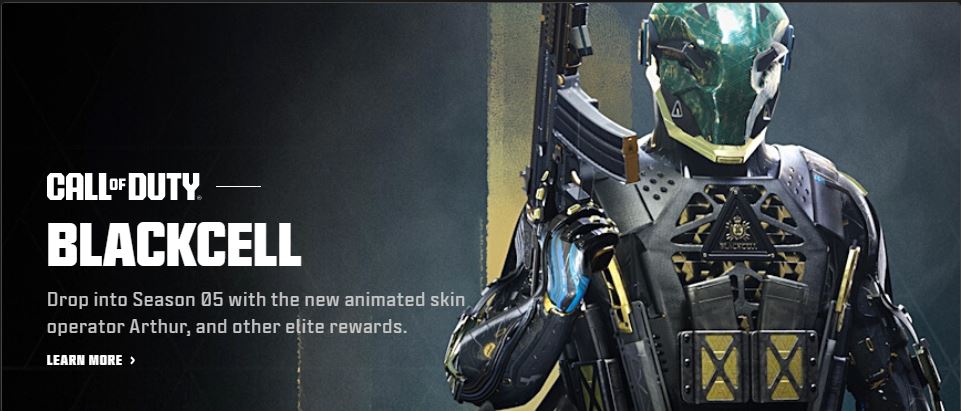 CALL OF DUTY
BLACKCELL
Drop into Season 05 with the new animated skin
operator Arthur, and other elite rewards.
LEARN MORE >
BLACKCELL